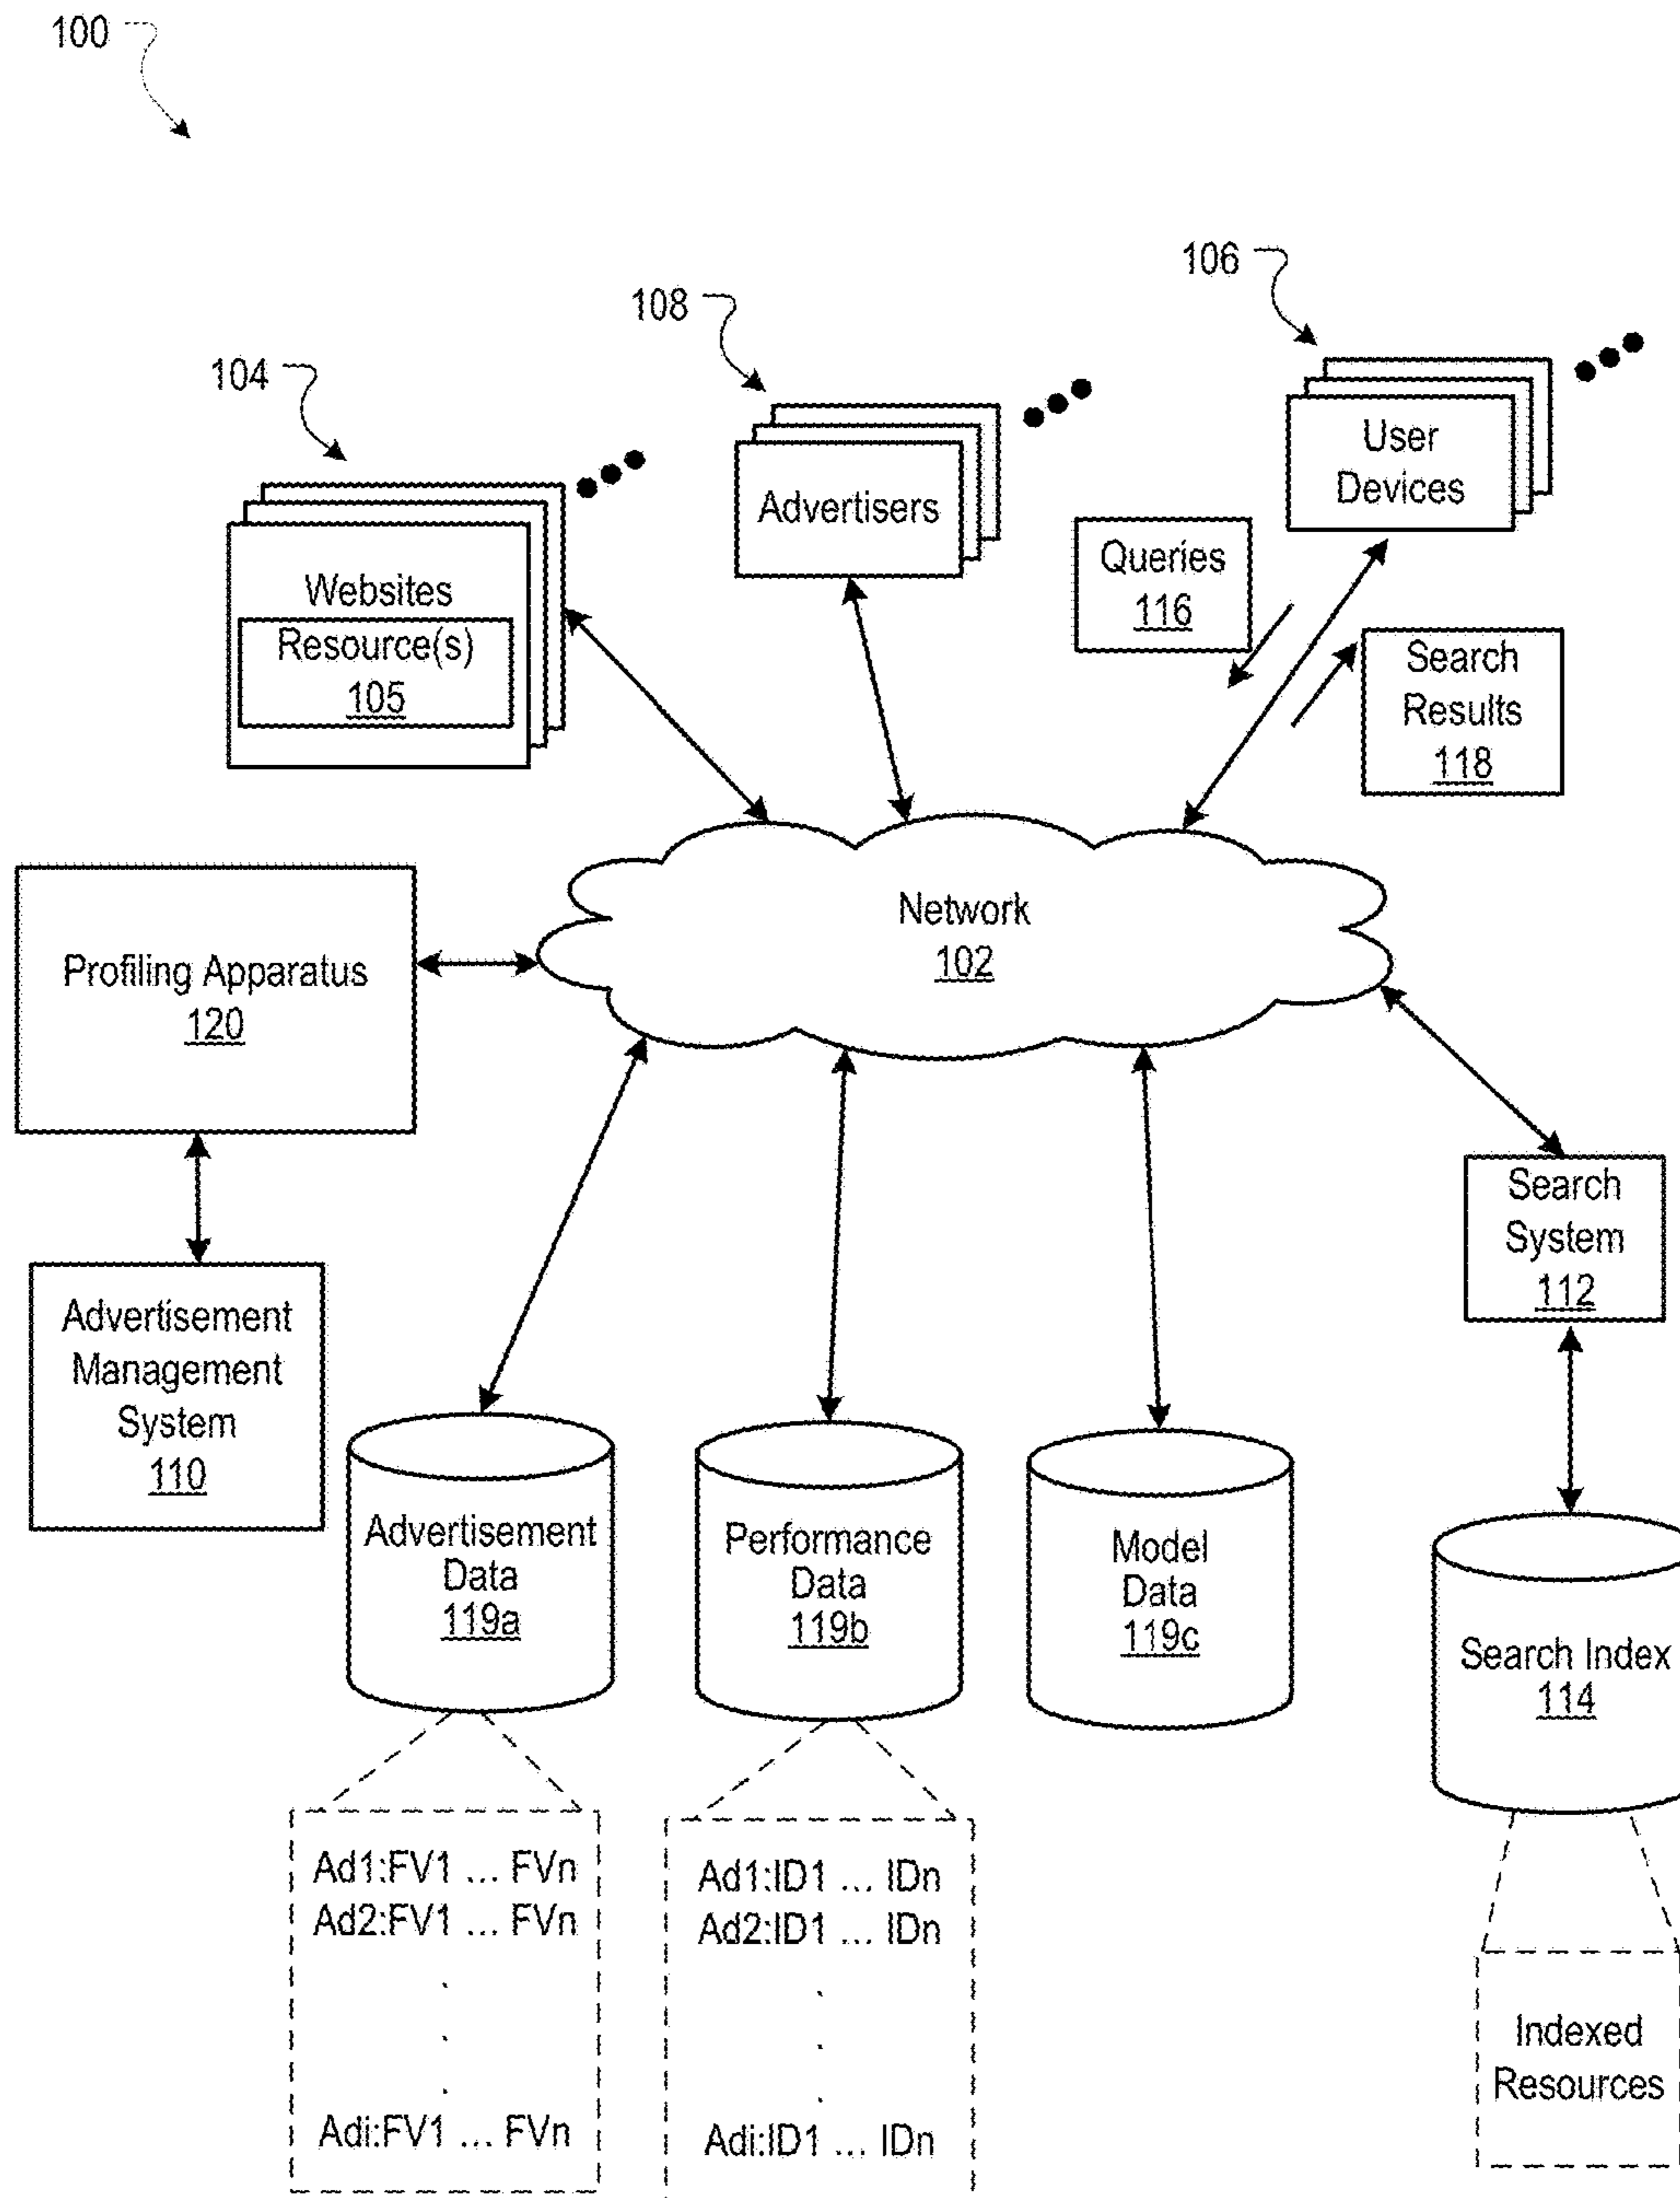 100
106
108
104
User
Devices
Advertisers
Queries
116
Websites
Resource(s)
105
Search
Results
118
Network
102
Profiling Apparatus
120
Search
System
112
Advertisement
Management
System
110
Advertisement
Data
119a
Performance
Data
119b
Model
Data
119c
Search Index
114
Ad1:FV1 ... FVn
Ad2:FV1 ... FVn
.
.
.
Adi:FV1 ... FVn
Ad1:ID1 ... IDn
Ad2:ID1 ... IDn
.
.
.
Adi:ID1 ... IDn
Indexed
Resources